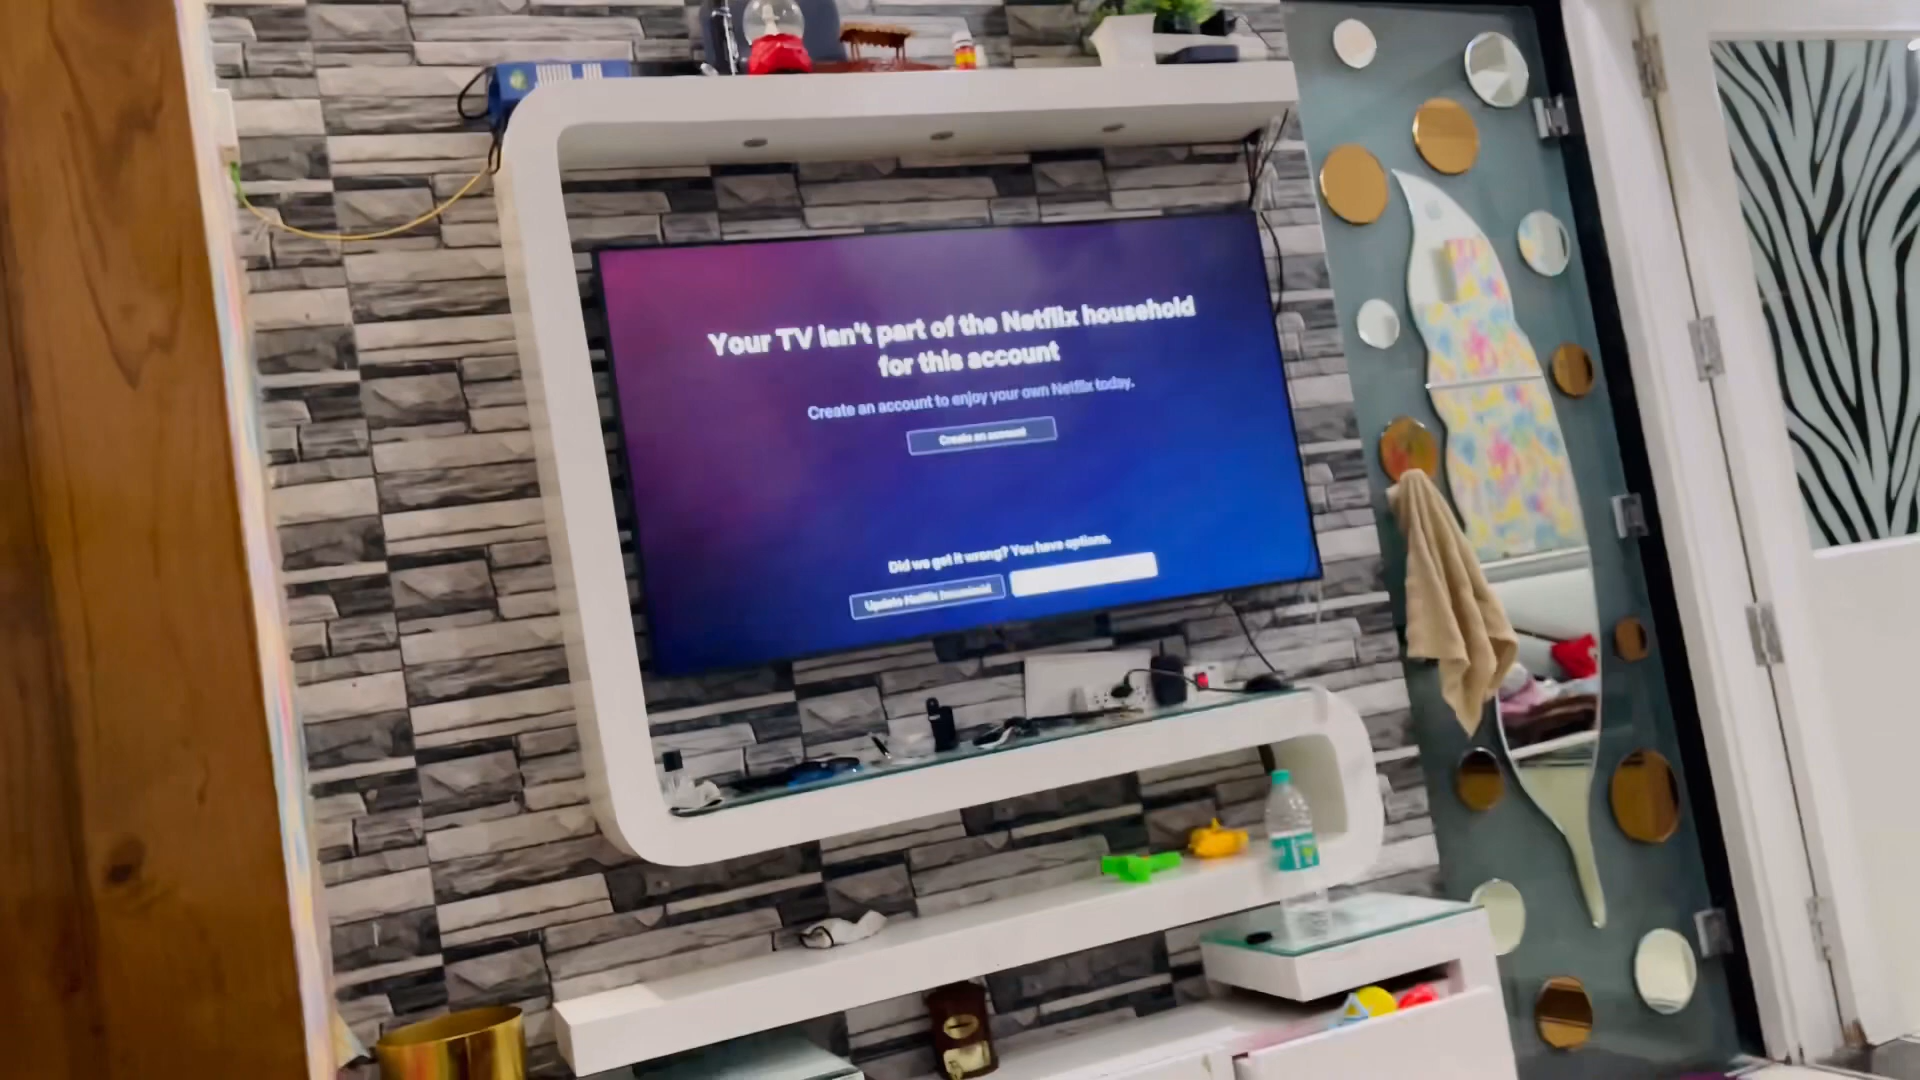 Your TV isn't part of the Netflix household
for this account
Create an account to enjoy your own Netflix today.
Create an account
Did we get it wrong? You have options.
Update Netflix household